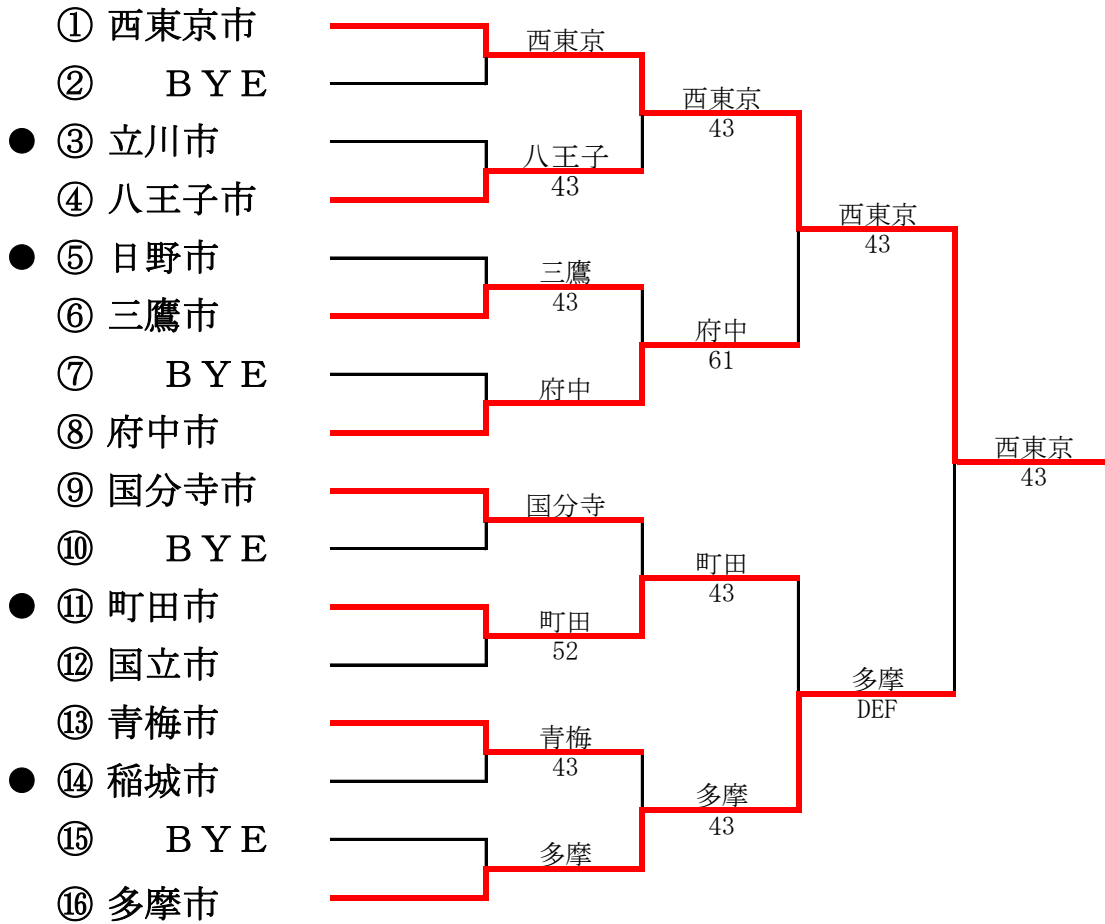 ① 西東京市
② ＢＹＥ
● ③ 立川市
④ 八王子市
● ⑤ 日野市
⑥ 三鷹市
⑦ ＢＹＥ
⑧ 府中市
⑨ 国分寺市
⑩ ＢＹＥ
● ⑪ 町田市
⑫ 国立市
⑬ 青梅市
● ⑭ 稲城市
⑮ ＢＹＥ
⑯ 多摩市
西東京
八王子
43
三鷹
43
府中
国分寺
町田
52
青梅
43
多摩
西東京
43
府中
61
町田
43
多摩
43
西東京
43
多摩
DEF
西東京
43